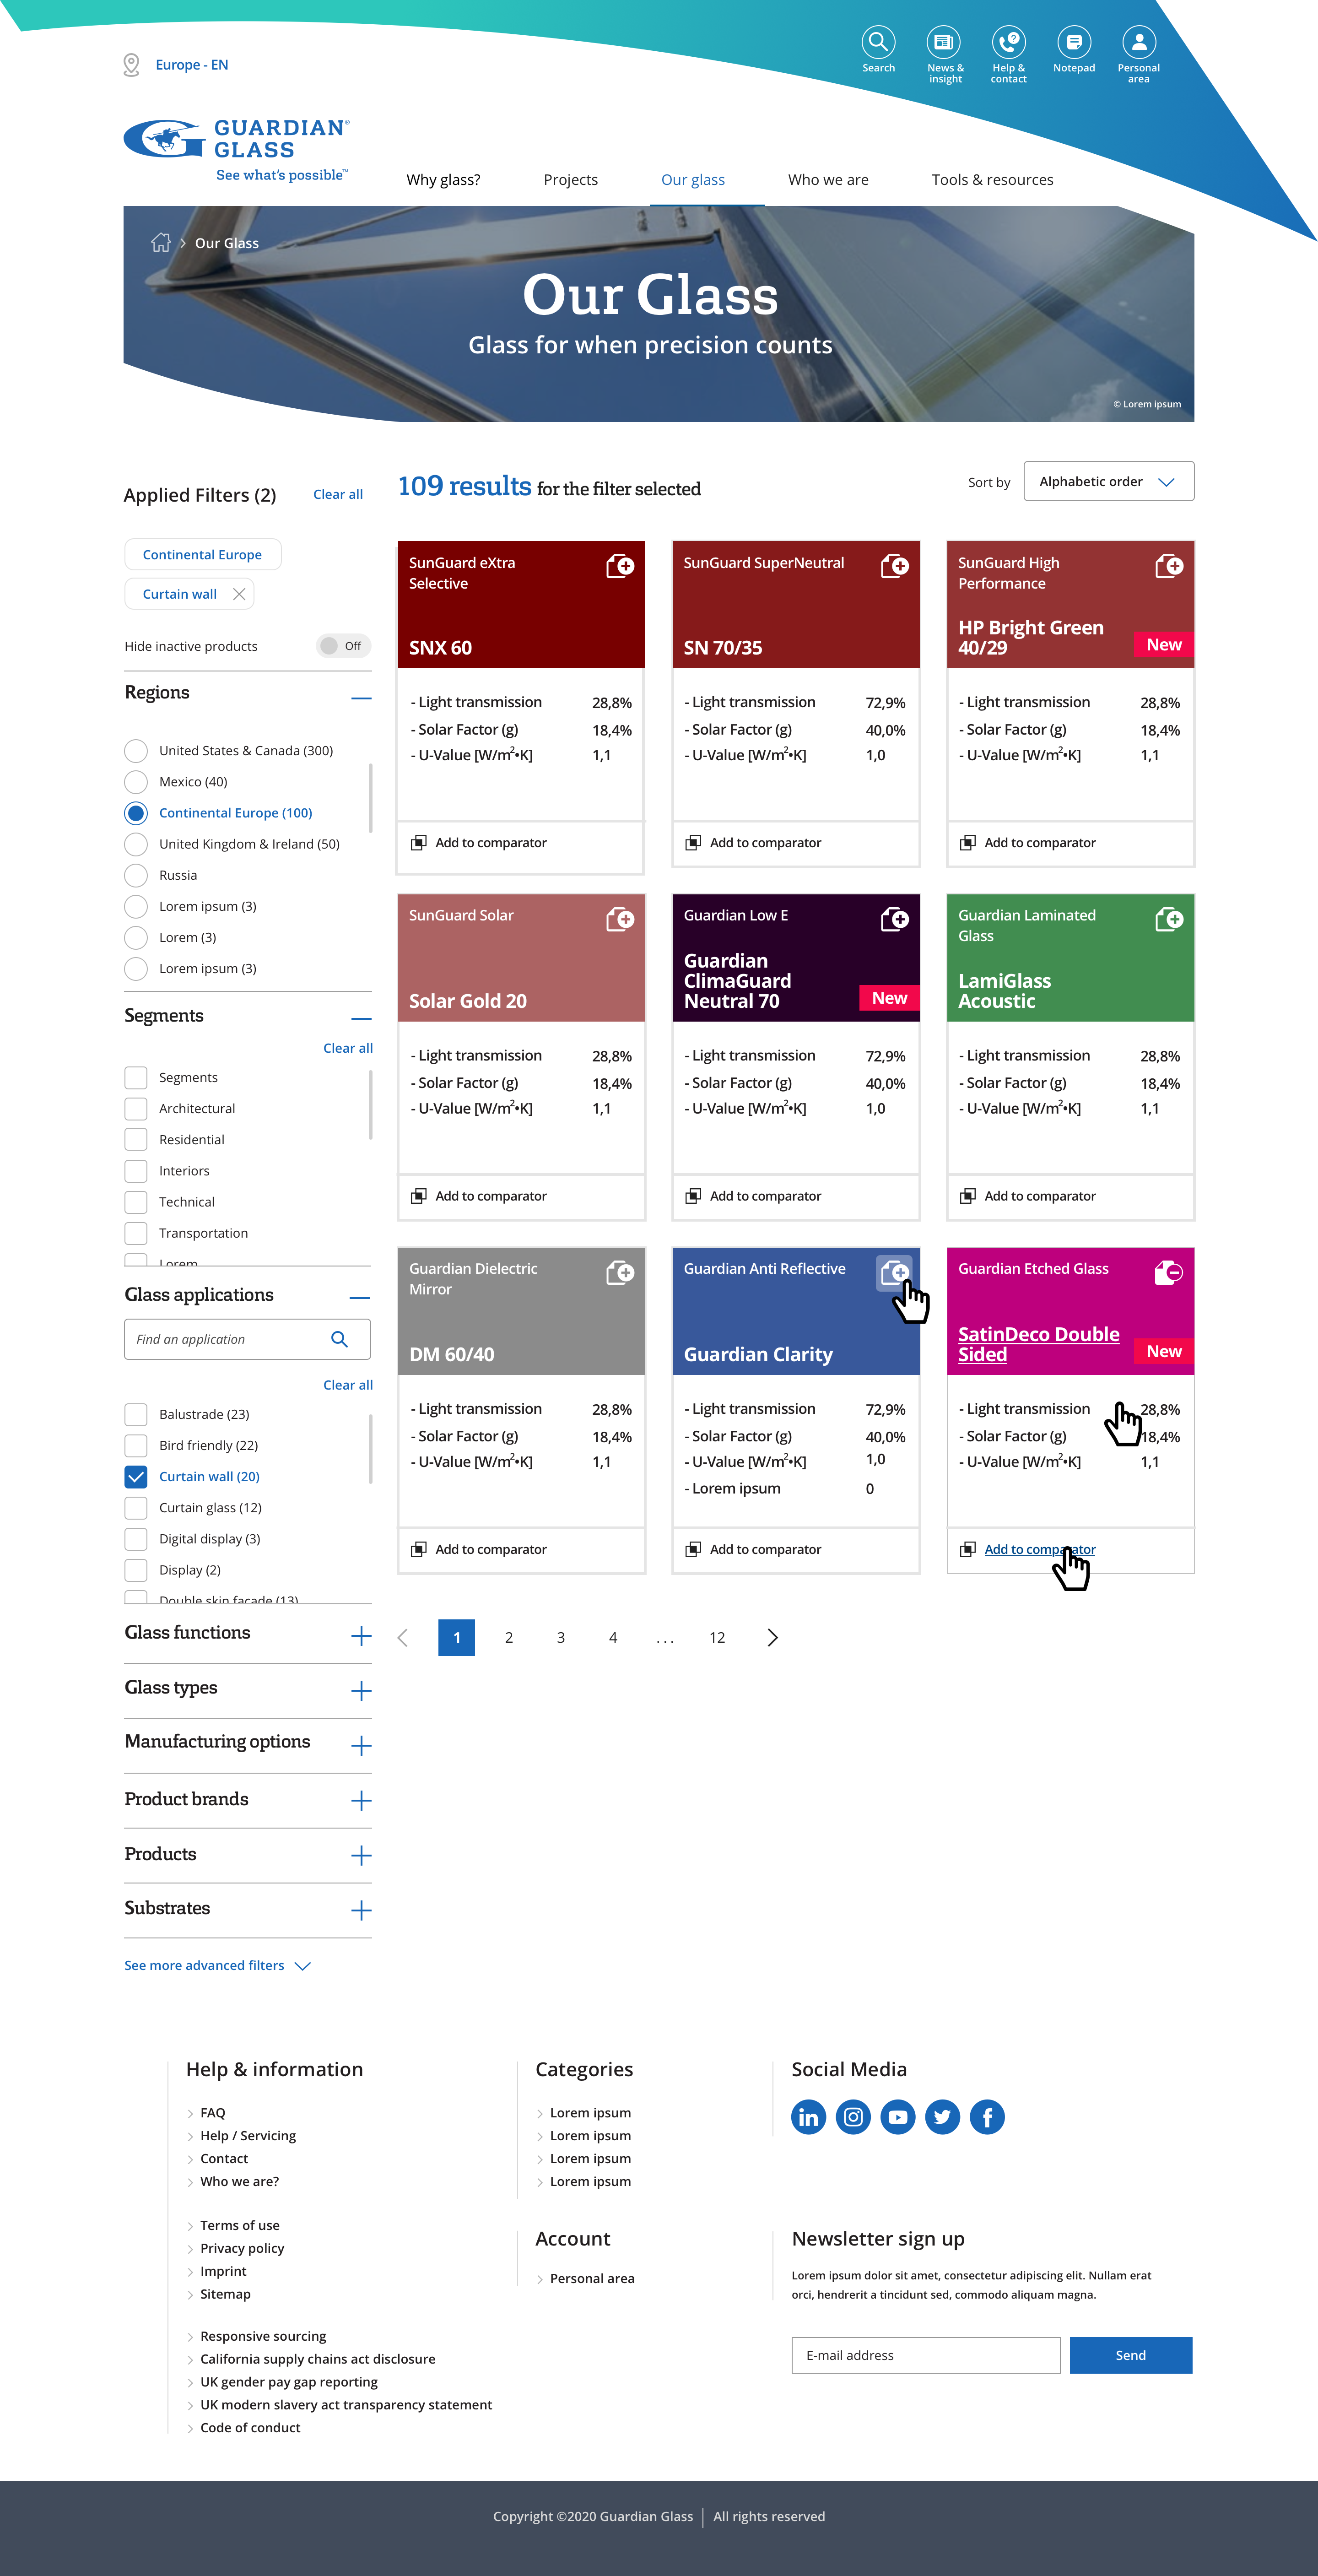 Europe - EN
Search
News &
insight
Help &
contact
Notepad
Personal
area
GUARDIAN®
GLASS
See what's possible™
Why glass?
Projects
Our glass
Who we are
Tools & resources
Our Glass
Our Glass
Glass for when precision counts
© Lorem ipsum
Applied Filters (2)
Clear all
Continental Europe
Curtain wall
Hide inactive products
Off
Regions
United States & Canada (300)
Mexico (40)
Continental Europe (100)
United Kingdom & Ireland (50)
Russia
Lorem ipsum (3)
Lorem (3)
Lorem ipsum (3)
Segments
Clear all
Segments
Architectural
Residential
Interiors
Technical
Transportation
Lorem
Glass applications
Find an application
Clear all
Balustrade (23)
Bird friendly (22)
Curtain wall (20)
Curtain glass (12)
Digital display (3)
Display (2)
Double skin facade (13)
Glass functions
Glass types
Manufacturing options
Product brands
Products
Substrates
See more advanced filters
109 results for the filter selected
Sort by
Alphabetic order
SunGuard eXtra
Selective
SNX 60
- Light transmission 28,8%
- Solar Factor (g) 18,4%
- U-Value [W/m²•K] 1,1
Add to comparator
SunGuard SuperNeutral
SN 70/35
- Light transmission 72,9%
- Solar Factor (g) 40,0%
- U-Value [W/m²•K] 1,0
Add to comparator
SunGuard High
Performance
HP Bright Green
40/29
New
- Light transmission 28,8%
- Solar Factor (g) 18,4%
- U-Value [W/m²•K] 1,1
Add to comparator
SunGuard Solar
Solar Gold 20
- Light transmission 28,8%
- Solar Factor (g) 18,4%
- U-Value [W/m²•K] 1,1
Add to comparator
Guardian Low E
Guardian
ClimaGuard
Neutral 70
New
- Light transmission 72,9%
- Solar Factor (g) 40,0%
- U-Value [W/m²•K] 1,0
Add to comparator
Guardian Laminated
Glass
LamiGlass
Acoustic
- Light transmission 28,8%
- Solar Factor (g) 18,4%
- U-Value [W/m²•K] 1,1
Add to comparator
Guardian Dielectric
Mirror
DM 60/40
- Light transmission 28,8%
- Solar Factor (g) 18,4%
- U-Value [W/m²•K] 1,1
Add to comparator
Guardian Anti Reflective
Guardian Clarity
- Light transmission 72,9%
- Solar Factor (g) 40,0%
- U-Value [W/m²•K] 1,0
- Lorem ipsum 0
Add to comparator
Guardian Etched Glass
SatinDeco Double
Sided
New
- Light transmission 28,8%
- Solar Factor (g) 18,4%
- U-Value [W/m²•K] 1,1
Add to comparator
1 2 3 4 ... 12
Help & information
FAQ
Help / Servicing
Contact
Who we are?
Terms of use
Privacy policy
Imprint
Sitemap
Responsive sourcing
California supply chains act disclosure
UK gender pay gap reporting
UK modern slavery act transparency statement
Code of conduct
Categories
Lorem ipsum
Lorem ipsum
Lorem ipsum
Lorem ipsum
Account
Personal area
Social Media
in
f
Newsletter sign up
Lorem ipsum dolor sit amet, consectetur adipiscing elit. Nullam erat
orci, hendrerit a tincidunt sed, commodo aliquam magna.
E-mail address
Send
Copyright ©2020 Guardian Glass | All rights reserved